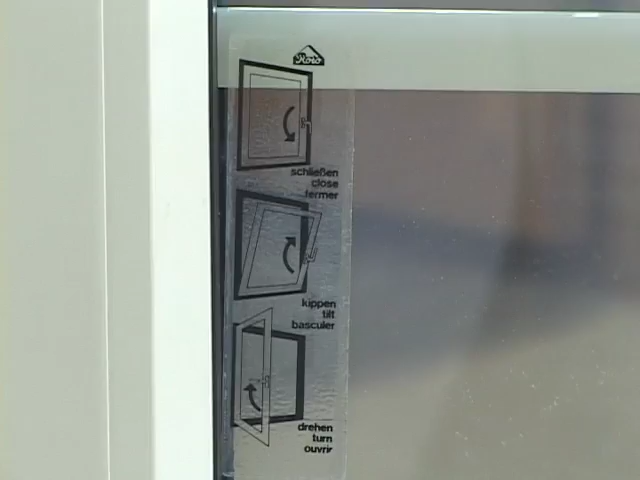 Roto
schließen
close
fermer
kippen
tilt
basculer
drehen
turn
ouvrir